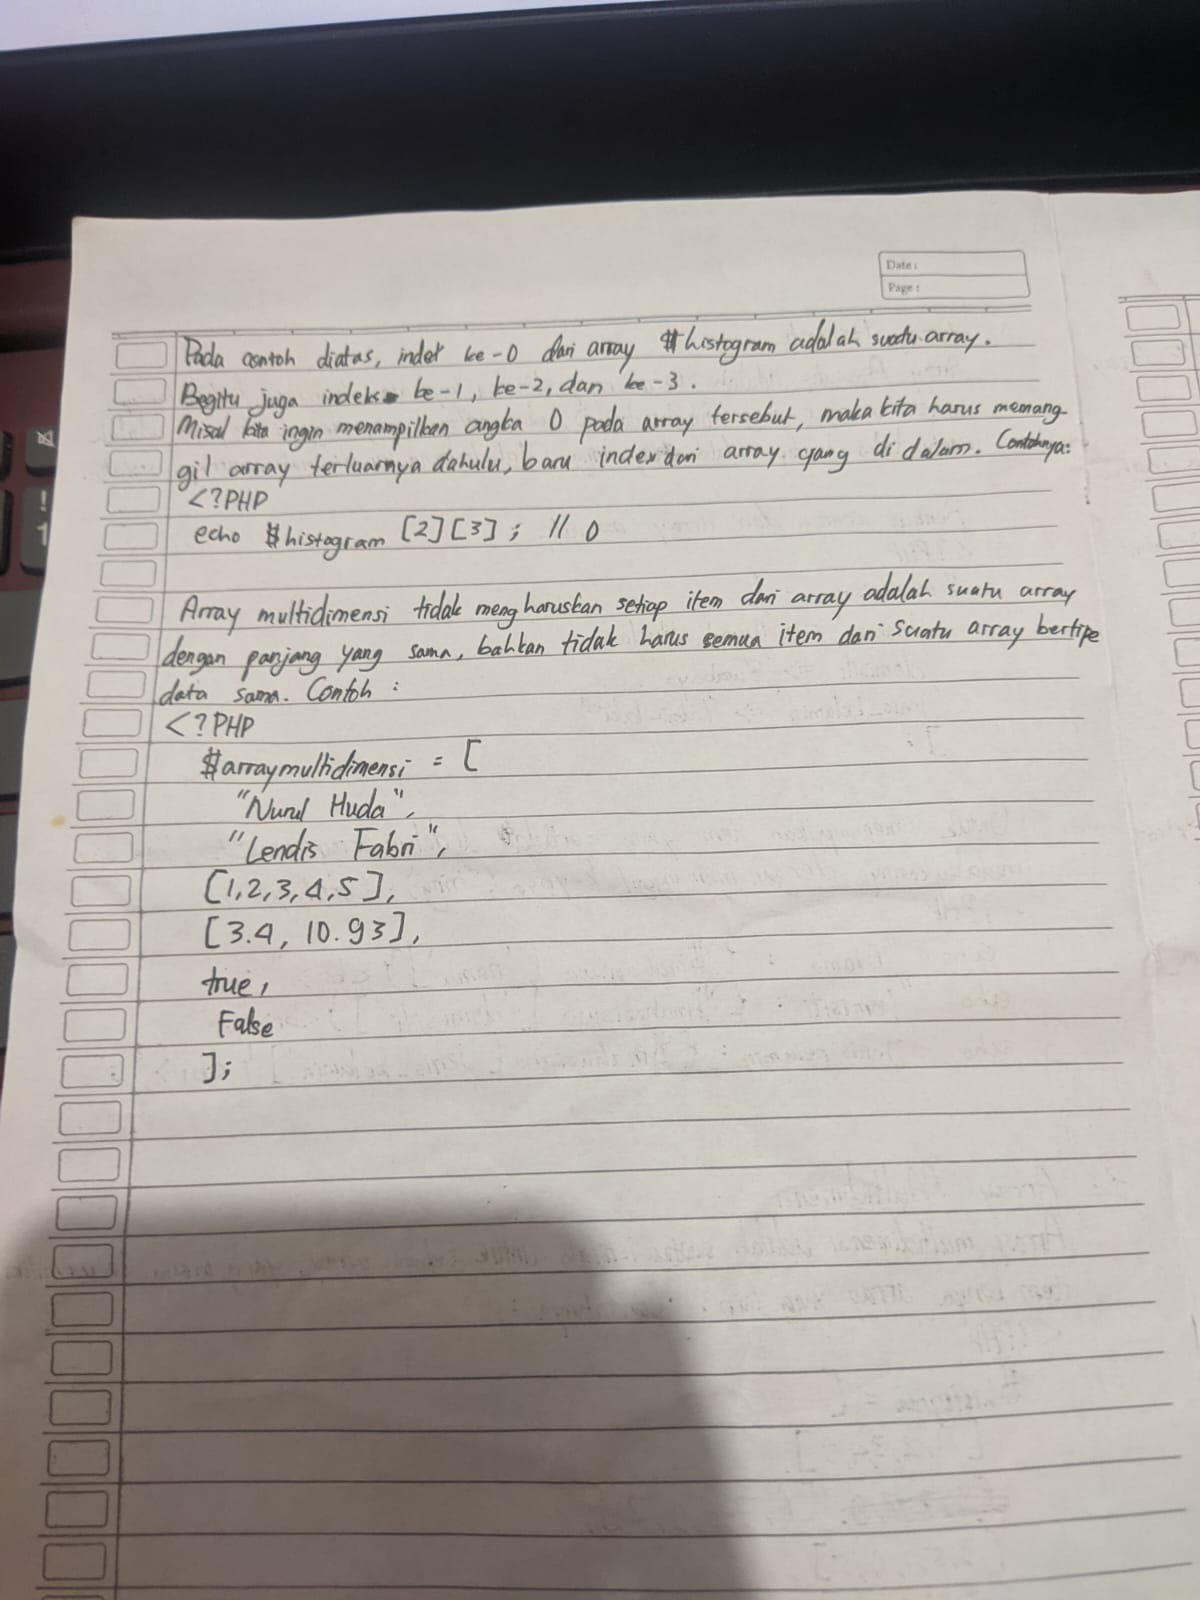 Date:
Page:
Pada contoh diatas, index ke-0 dari array $histogram adalah suatu array.
Begitu juga indeks ke-1, ke-2, dan ke-3.
Misal kita ingin menampilkan angka 0 pada array tersebut, maka kita harus memang-
gil array terluarnya dahulu, baru index dari array yang di dalam. Contohnya:
<?PHP
echo $histogram [2][3]; // 0
Array multidimensi tidak mengharuskan setiap item dari array adalah suatu array
dengan panjang yang sama, bahkan tidak harus semua item dari suatu array bertipe
data sama. Contoh :
<?PHP
$arraymultidimensi = [
"Nurul Huda",
"Lendis Fabri",
[1,2,3,4,5],
[3.4, 10.93],
true,
False
];